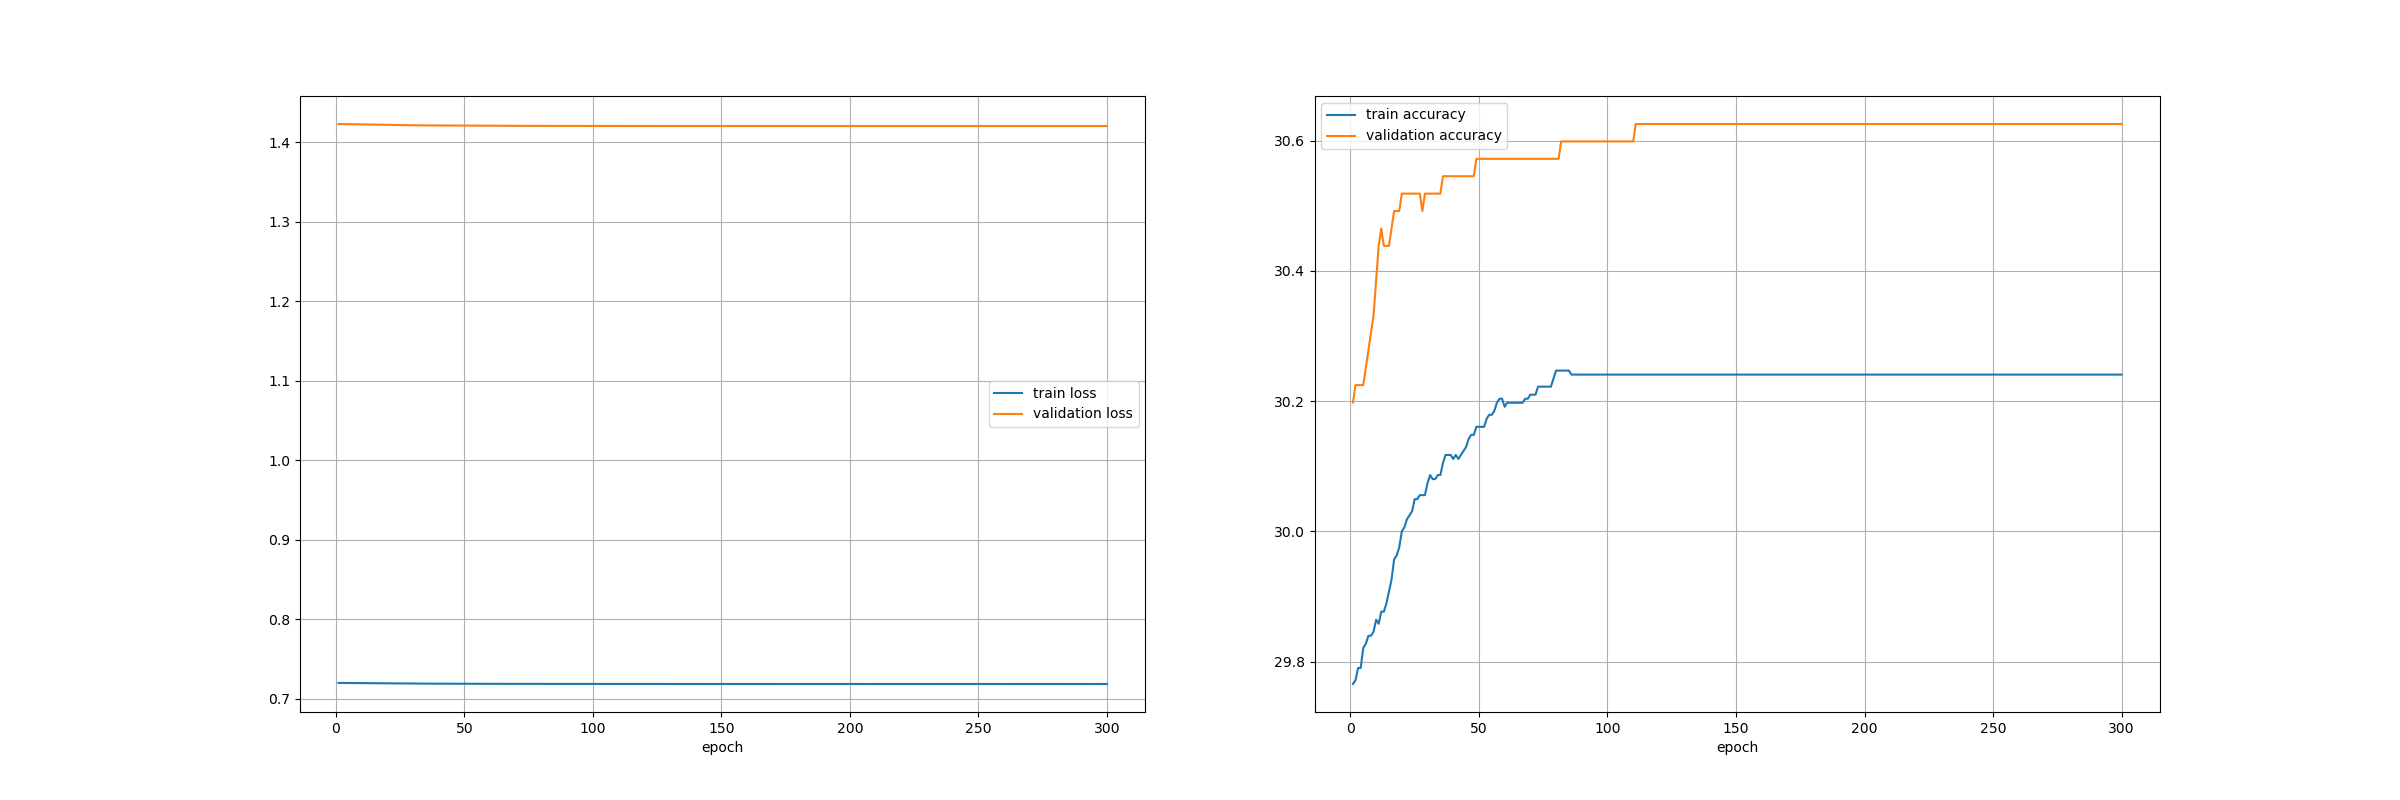 1.4
1.3
1.2
1.1
1.0
0.9
0.8
0.7
0 50 100 150 200 250 300
epoch
train loss
validation loss
train accuracy
validation accuracy
30.6
30.4
30.2
30.0
29.8
0 50 100 150 200 250 300
epoch